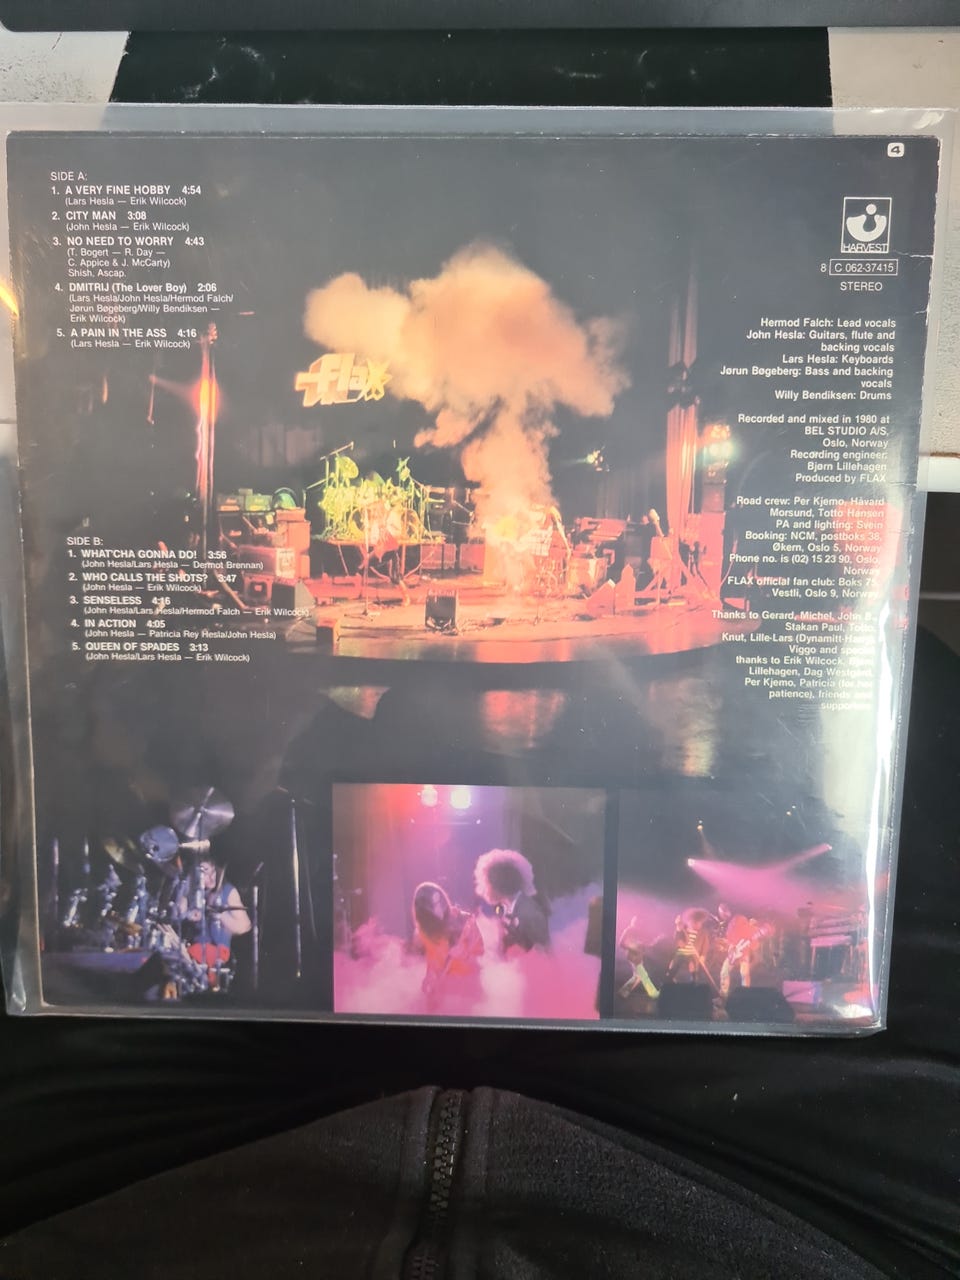 4
SIDE A:
1. A VERY FINE HOBBY 4:54
(Lars Hesla — Erik Wilcock)
2. CITY MAN 3:08
(John Hesla — Erik Wilcock)
3. NO NEED TO WORRY 4:43
(T. Bogert — R. Day —
C. Appice & J. McCarty)
Shish, Ascap.
4. DMITRIJ (The Lover Boy) 2:06
(Lars Hesla/John Hesla/Hermod Falch/
Jørun Bøgeberg/Willy Bendiksen —
Erik Wilcock)
5. A PAIN IN THE ASS 4:16
(Lars Hesla — Erik Wilcock)
flax
SIDE B:
1. WHAT'CHA GONNA DO! 3:56
(John Hesla/Lars Hesla — Dermot Brennan)
2. WHO CALLS THE SHOTS? 3:47
(John Hesla — Erik Wilcock)
3. SENSELESS 4:16
(John Hesla/Lars Hesla/Hermod Falch — Erik Wilcock)
4. IN ACTION 4:05
(John Hesla — Patricia Rey Hesla/John Hesla)
5. QUEEN OF SPADES 3:13
(John Hesla/Lars Hesla — Erik Wilcock)
HARVEST
8 C 062-37415
STEREO
Hermod Falch: Lead vocals
John Hesla: Guitars, flute and
backing vocals
Lars Hesla: Keyboards
Jørun Bøgeberg: Bass and backing
vocals
Willy Bendiksen: Drums
Recorded and mixed in 1980 at
BEL STUDIO A/S,
Oslo, Norway
Recording engineer:
Bjørn Lillehagen
Produced by FLAX
Road crew: Per Kjemo, Håvard
Morsund, Totto Hansen
PA and lighting: Svein
Booking: NCM, postboks 38,
Økern, Oslo 5, Norway
Phone no. is (02) 15 23 90, Oslo,
Norway
FLAX official fan club: Boks 75,
Vestli, Oslo 9, Norway
Thanks to Gerard, Michel, John B.,
Stakan Paul, Totto,
Knut, Lille-Lars (Dynamitt-
Viggo and special
thanks to Erik Wilcock, Bjørn
Lillehagen, Dag Westgård,
Per Kjemo, Patricia (for her
patience), friends and